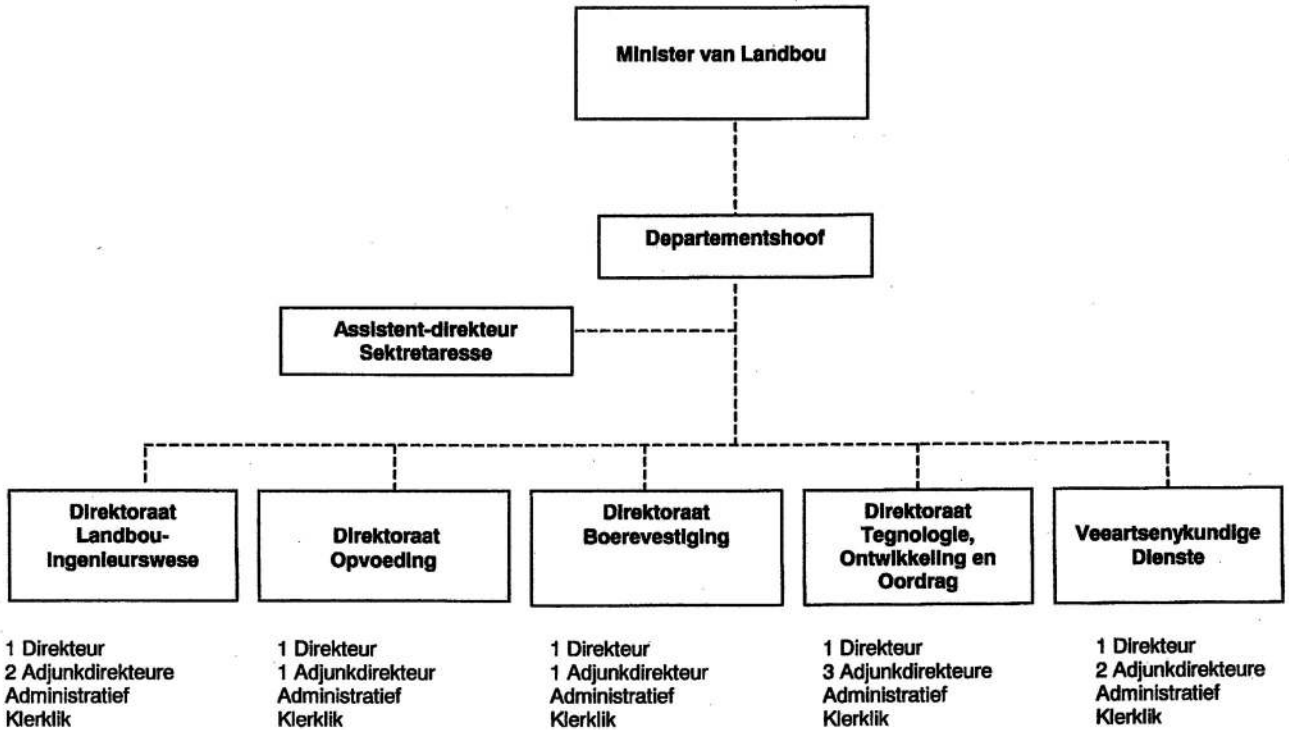 Minister van Landbou
Departementshoof
Assistent-direkteur
Sektretaresse
Direktoraat
Landbou-
ingenieurswese
Direktoraat
Opvoeding
Direktoraat
Boerevestiging
Direktoraat
Tegnologie,
Ontwikkeling en
Oordrag
Veeartsenykundige
Dienste
1 Direkteur
2 Adjunkdirekteure
Administratief
Klerklik
1 Direkteur
1 Adjunkdirekteur
Administratief
Klerklik
1 Direkteur
1 Adjunkdirekteur
Administratief
Klerklik
1 Direkteur
3 Adjunkdirekteure
Administratief
Klerklik
1 Direkteur
2 Adjunkdirekteure
Administratief
Klerklik